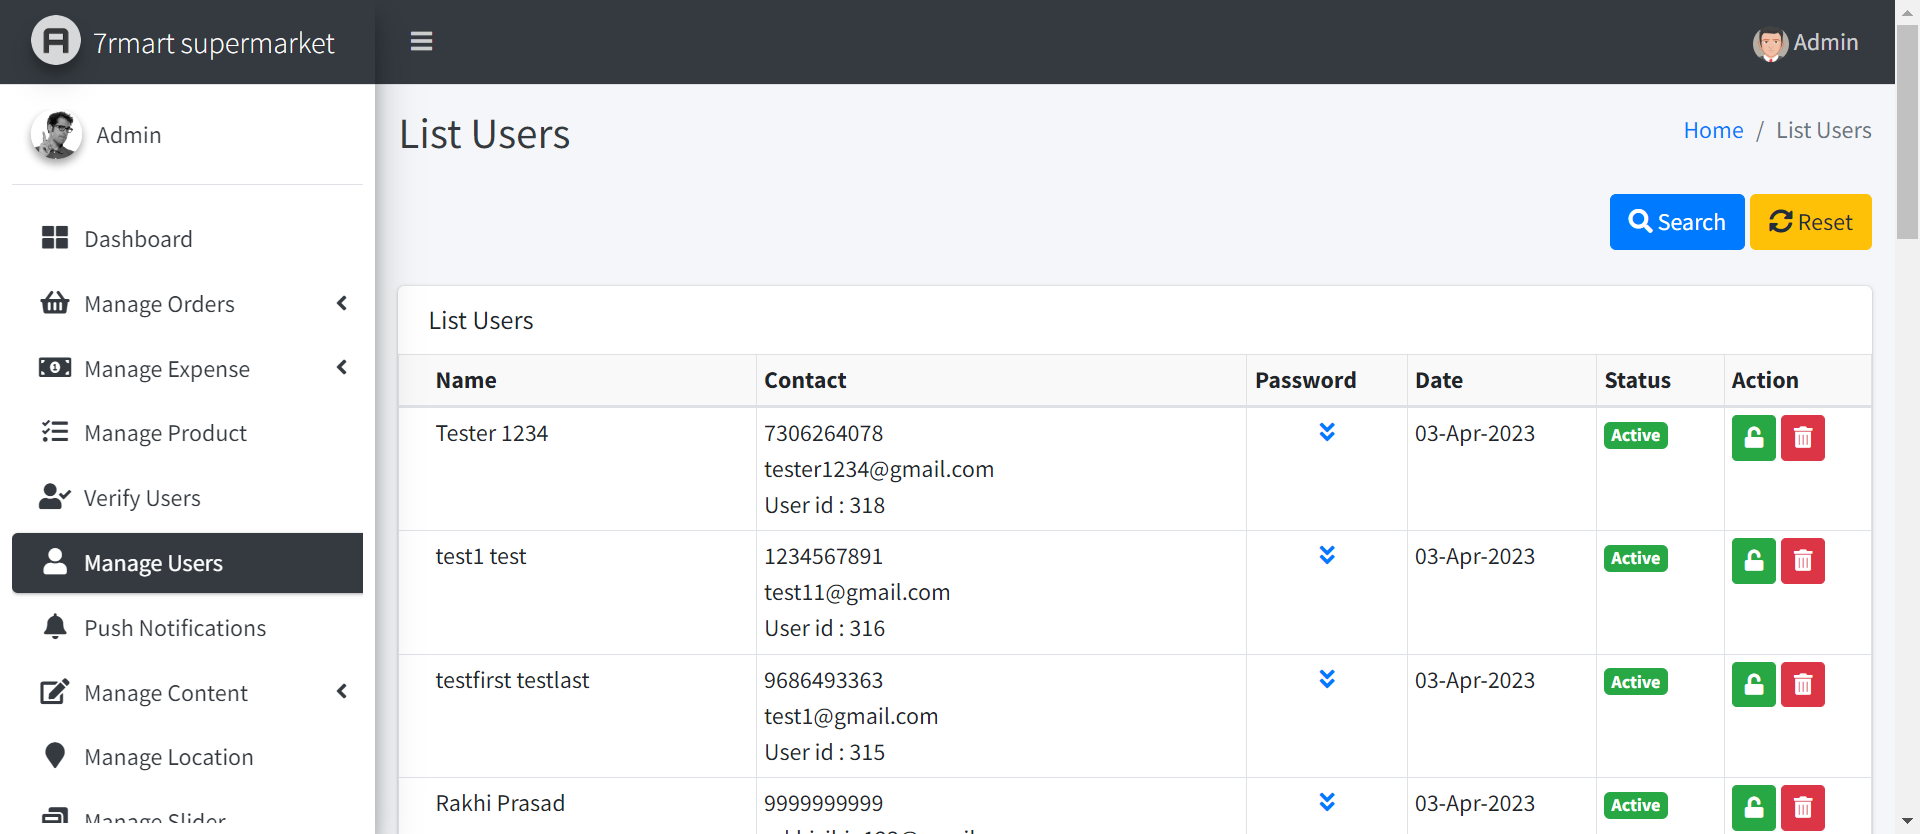 7rmart supermarket
Admin
Admin
List Users
Home / List Users
Search
Reset
Dashboard
Manage Orders
Manage Expense
Manage Product
Verify Users
Manage Users
Push Notifications
Manage Content
Manage Location
Manage Slider
List Users
Name Contact Password Date Status Action
Tester 1234 7306264078 03-Apr-2023 Active
tester1234@gmail.com
User id : 318
test1 test 1234567891 03-Apr-2023 Active
test11@gmail.com
User id : 316
testfirst testlast 9686493363 03-Apr-2023 Active
test1@gmail.com
User id : 315
Rakhi Prasad 9999999999 03-Apr-2023 Active